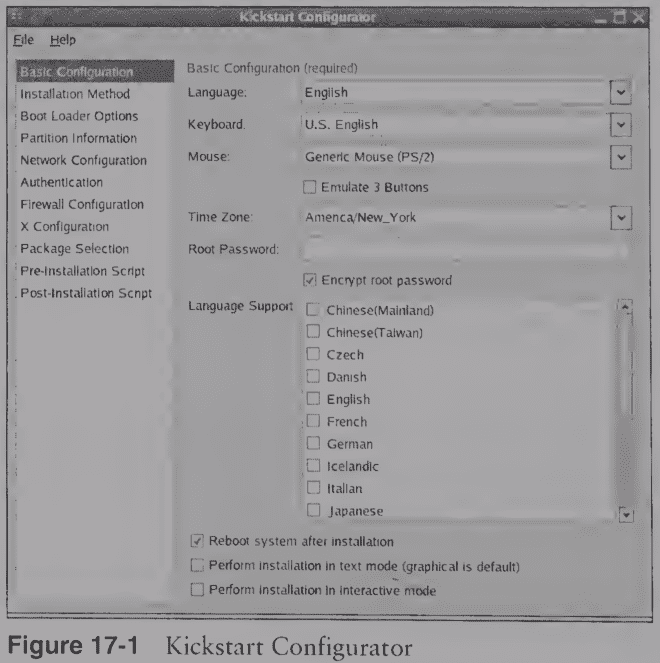 Kickstart Configurator
File Help
Basic Configuration
Installation Method
Boot Loader Options
Partition Information
Network Configuration
Authentication
Firewall Configuration
X Configuration
Package Selection
Pre-Installation Script
Post-Installation Script
Basic Configuration (required)
Language: English
Keyboard: U.S. English
Mouse: Generic Mouse (PS/2)
Emulate 3 Buttons
Time Zone: America/New_York
Root Password:
Encrypt root password
Language Support
Chinese(Mainland)
Chinese(Taiwan)
Czech
Danish
English
French
German
Icelandic
Italian
Japanese
Reboot system after installation
Perform installation in text mode (graphical is default)
Perform installation in interactive mode
Figure 17-1 Kickstart Configurator